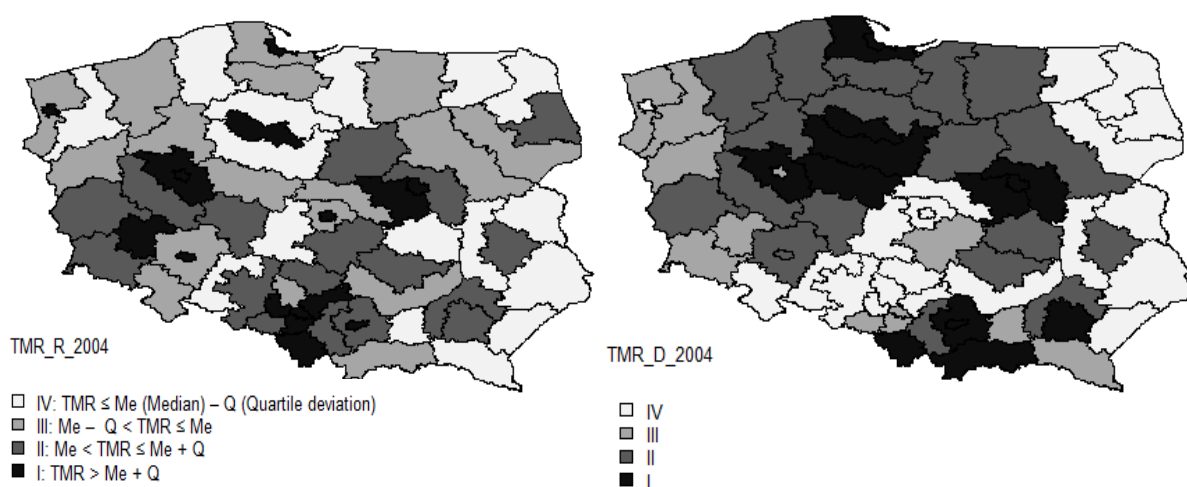 TMR_R_2004
IV: TMR ≤ Me (Median) – Q (Quartile deviation)
III: Me – Q < TMR ≤ Me
II: Me < TMR ≤ Me + Q
I: TMR > Me + Q
TMR_D_2004
IV
III
II
I